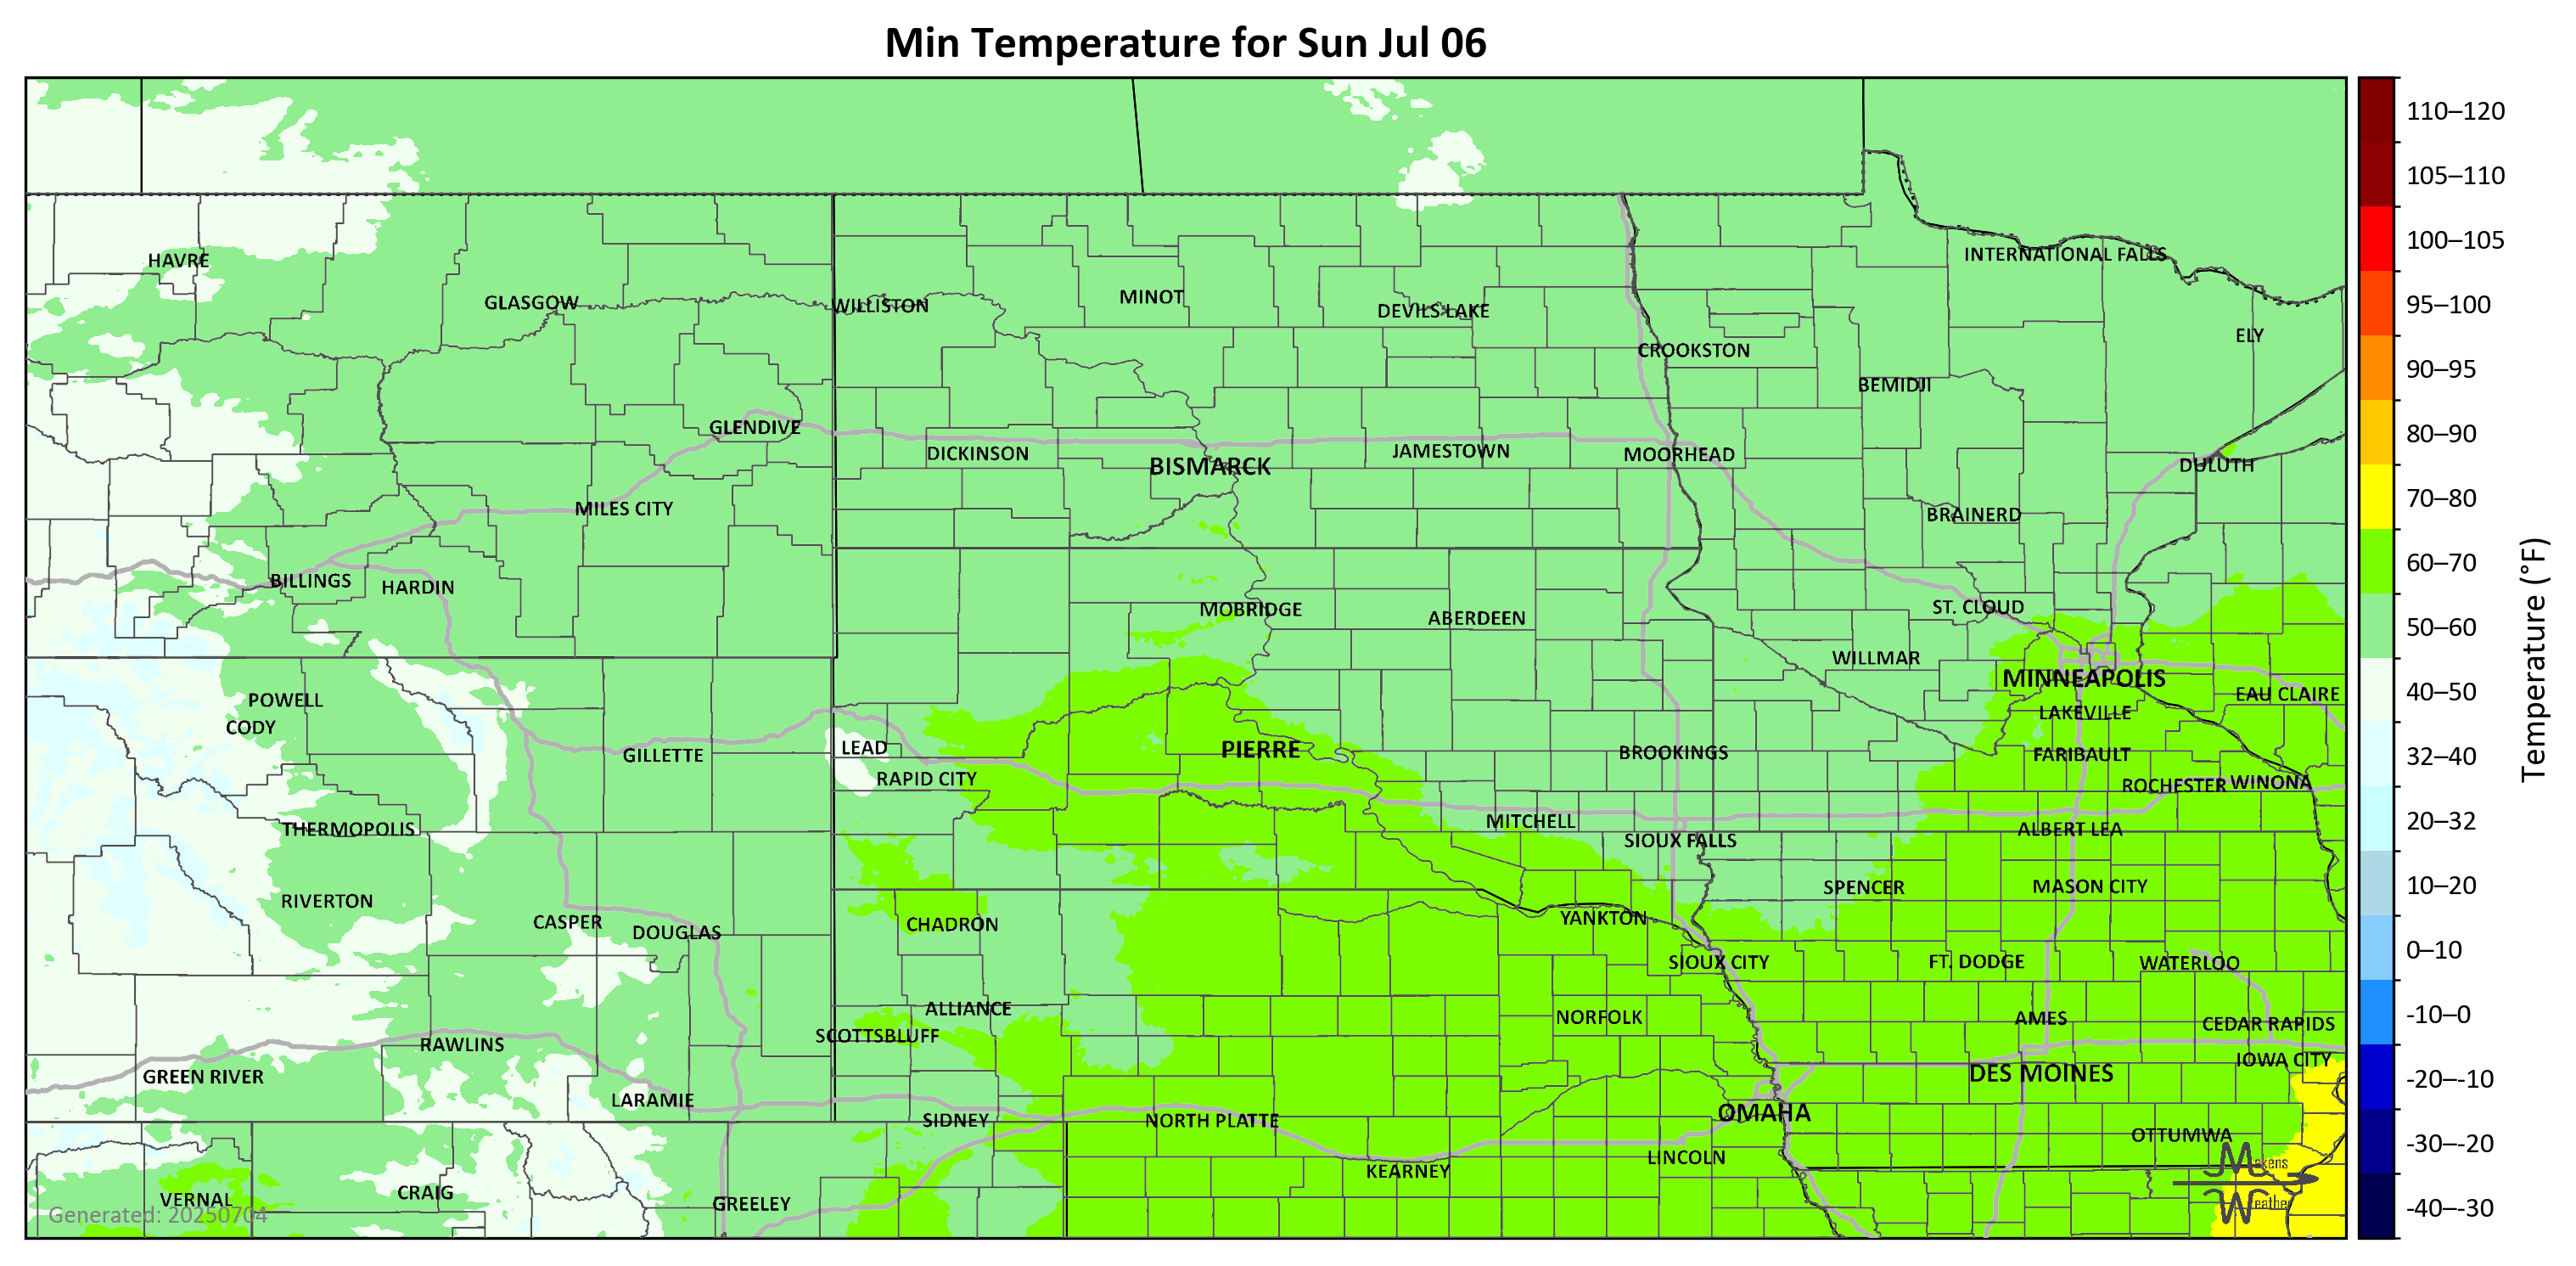 Min Temperature for Sun Jul 06
110–120
105–110
100–105
95–100
90–95
80–90
70–80
60–70
50–60
40–50
32–40
20–32
10–20
0–10
-10–0
-20–-10
-30–-20
-40–-30
Temperature (°F)
HAVRE
GLASGOW
WILLISTON
MINOT
DEVILS LAKE
CROOKSTON
INTERNATIONAL FALLS
ELY
BEMIDJI
GLENDIVE
DICKINSON
BISMARCK
JAMESTOWN
MOORHEAD
DULUTH
MILES CITY
BRAINERD
BILLINGS
HARDIN
MOBRIDGE
ABERDEEN
ST. CLOUD
WILLMAR
MINNEAPOLIS
EAU CLAIRE
POWELL
CODY
LAKEVILLE
GILLETTE
LEAD
PIERRE
BROOKINGS
FARIBAULT
RAPID CITY
ROCHESTER
WINONA
THERMOPOLIS
MITCHELL
SIOUX FALLS
ALBERT LEA
RIVERTON
SPENCER
MASON CITY
CASPER
DOUGLAS
CHADRON
YANKTON
SIOUX CITY
FT. DODGE
WATERLOO
ALLIANCE
NORFOLK
AMES
CEDAR RAPIDS
SCOTTSBLUFF
RAWLINS
IOWA CITY
GREEN RIVER
DES MOINES
LARAMIE
SIDNEY
NORTH PLATTE
OMAHA
OTTUMWA
KEARNEY
LINCOLN
VERNAL
CRAIG
GREELEY
Makens
Weather
Generated: 20250704